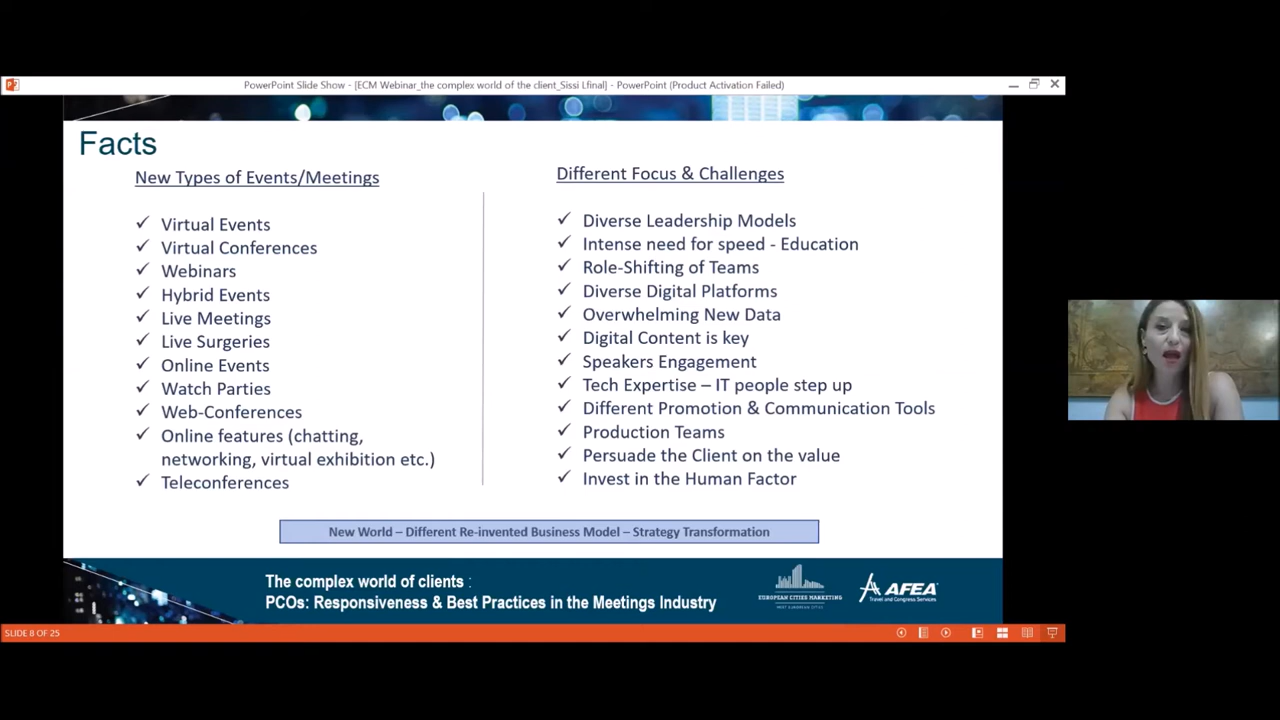 PowerPoint Slide Show - [ECM Webinar_the complex world of the client_Sissi Lfinal] - PowerPoint (Product Activation Failed)
Facts
New Types of Events/Meetings
✓ Virtual Events
✓ Virtual Conferences
✓ Webinars
✓ Hybrid Events
✓ Live Meetings
✓ Live Surgeries
✓ Online Events
✓ Watch Parties
✓ Web-Conferences
✓ Online features (chatting,
networking, virtual exhibition etc.)
✓ Teleconferences
Different Focus & Challenges
✓ Diverse Leadership Models
✓ Intense need for speed - Education
✓ Role-Shifting of Teams
✓ Diverse Digital Platforms
✓ Overwhelming New Data
✓ Digital Content is key
✓ Speakers Engagement
✓ Tech Expertise – IT people step up
✓ Different Promotion & Communication Tools
✓ Production Teams
✓ Persuade the Client on the value
✓ Invest in the Human Factor
New World – Different Re-invented Business Model – Strategy Transformation
The complex world of clients :
PCOs: Responsiveness & Best Practices in the Meetings Industry
EUROPEAN CITIES MARKETING
MEET EUROPEAN CITIES
AFEA
Travel and Congress Services
SLIDE 8 OF 25